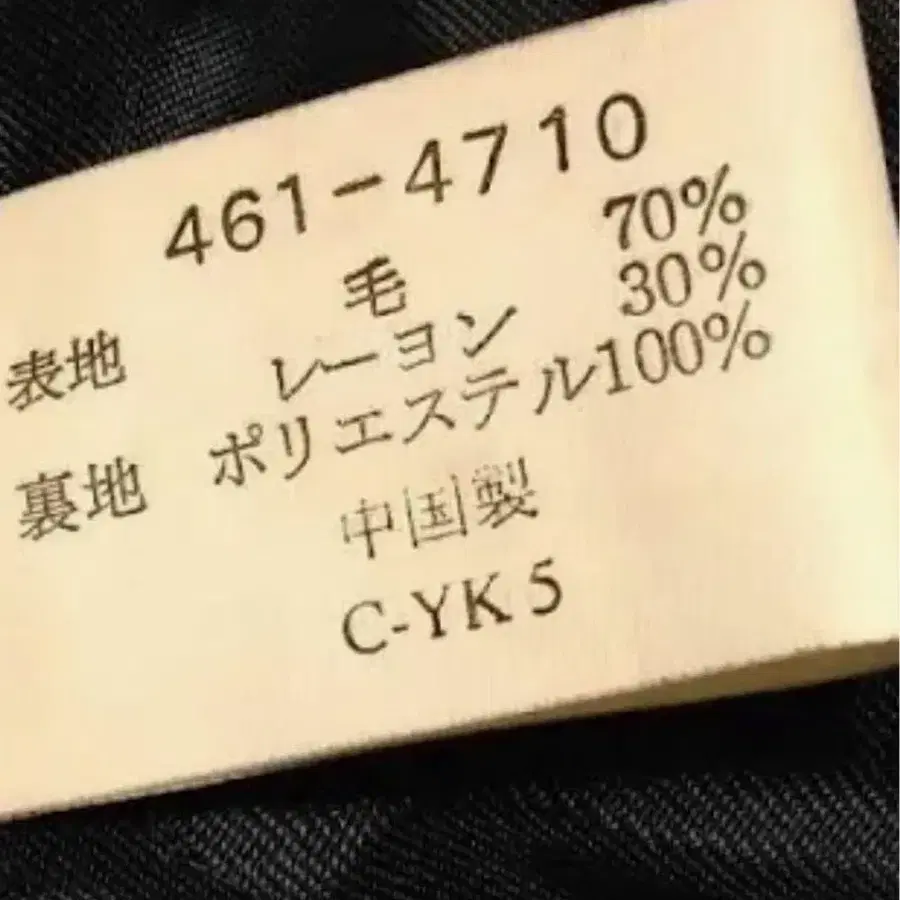 461-4710
毛 70%
表地 レーヨン 30%
裏地 ポリエステル100%
中国製
C-YK5